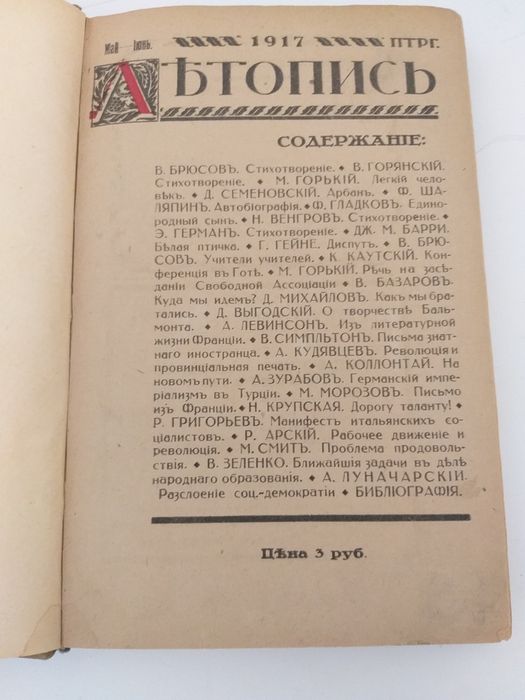 Май Іюнь. 1917 ПТРГ.
ЛѢТОПИСЬ
СОДЕРЖАНІЕ:
В. БРЮСОВЪ. Стихотвореніе. ◆ В. ГОРЯНСКІЙ.
Стихотвореніе. ◆ М. ГОРЬКІЙ. Легкій чело-
вѣкъ. ◆ Д. СЕМЕНОВСКІЙ. Арбанъ. ◆ Ф. ША-
ЛЯПИНЪ. Автобіографія. ◆ Ф. ГЛАДКОВЪ. Едино-
родный сынъ. ◆ Н. ВЕНГРОВЪ. Стихотвореніе. ◆
Э. ГЕРМАН. Стихотвореніе. ◆ ДЖ. М. БАРРИ.
Бѣлая птичка. ◆ Г. ГЕЙНЕ. Диспутъ. ◆ В. БРЮ-
СОВЪ. Учители учителей. ◆ К. КАУТСКІЙ. Кон-
ференція въ Готѣ. ◆ М. ГОРЬКІЙ. Рѣчь на засѣ-
даніи Свободной Ассоціаціи ◆ В. БАЗАРОВЪ.
Куда мы идемъ? Д. МИХАЙЛОВЪ. Какъ мы бра-
тались. ◆ Д. ВЫГОДСКІЙ. О творчествѣ Баль-
монта. ◆ А. ЛЕВИНСОНЪ. Изъ литературной
жизни Франціи. ◆ В. СИМПЛЬТОНЪ. Письма знат-
наго иностранца. ◆ А. КУДЯВЦЕВЪ. Революція и
провинціальная печать. ◆ А. КОЛЛОНТАЙ. На
новомъ пути. ◆ А. ЗУРАБОВЪ. Германскій импе-
ріализмъ въ Турціи. ◆ М. МОРОЗОВЪ. Письмо
изъ Франціи. ◆ Н. КРУПСКАЯ. Дорогу таланту! ◆
Р. ГРИГОРЬЕВЪ. Манифестъ итальянскихъ со-
ціалистовъ. ◆ Р. АРСКІЙ. Рабочее движеніе и
революція. ◆ М. СМИТЪ. Проблема продоволь-
ствія. ◆ В. ЗЕЛЕНКО. Ближайшія задачи въ дѣлѣ
народнаго образованія. ◆ А. ЛУНАЧАРСКІЙ.
Разслоеніе соц.-демократіи ◆ БИБЛІОГРАФІЯ.
Цѣна 3 руб.